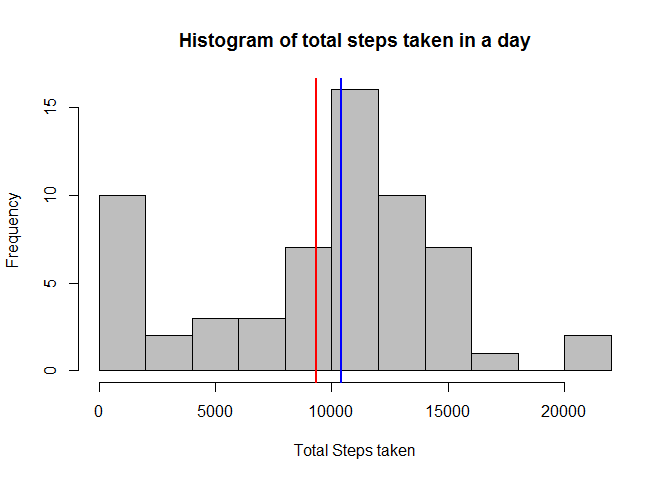 Histogram of total steps taken in a day
Frequency
15
10
5
0
0 5000 10000 15000 20000
Total Steps taken